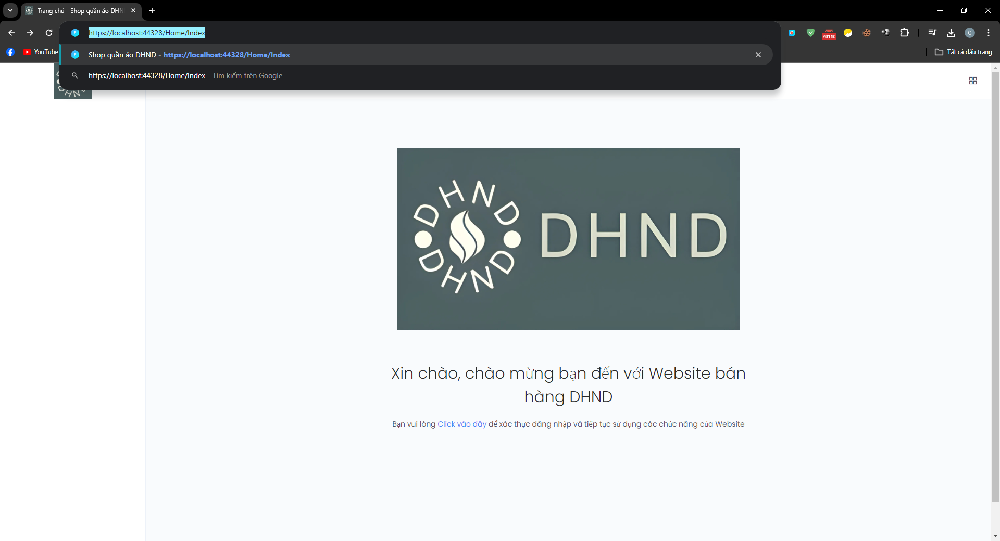 Trang chủ - Shop quần áo DHN
https://localhost:44328/Home/Index
Shop quần áo DHND - https://localhost:44328/Home/Index
https://localhost:44328/Home/Index - Tìm kiếm trên Google
E
E
C
YouTube
Tất cả dấu trang
DHND
DHND
DHND
Xin chào, chào mừng bạn đến với Website bán
hàng DHND
Bạn vui lòng Click vào đây để xác thực đăng nhập và tiếp tục sử dụng các chức năng của Website